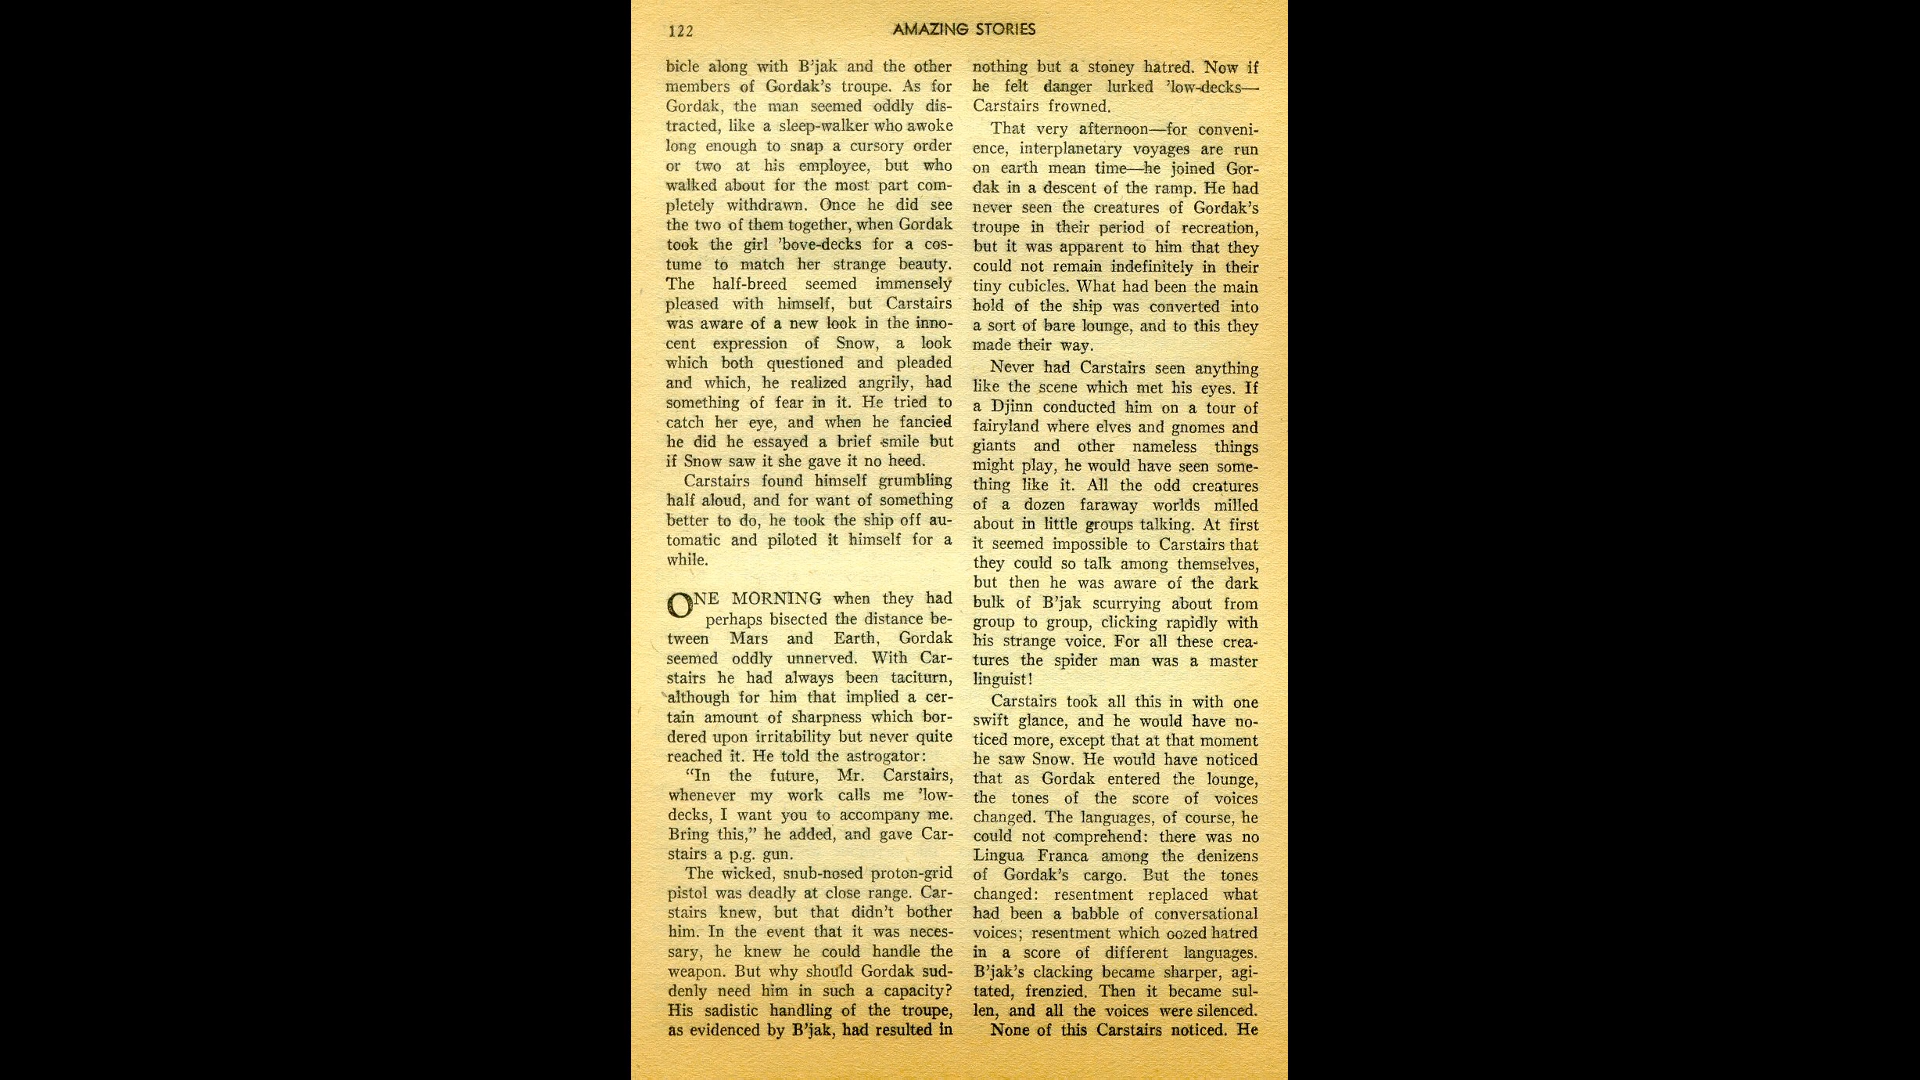 122
AMAZING STORIES
bicle along with B'jak and the other
members of Gordak's troupe. As for
Gordak, the man seemed oddly dis-
tracted, like a sleep-walker who awoke
long enough to snap a cursory order
or two at his employee, but who
walked about for the most part com-
pletely withdrawn. Once he did see
the two of them together, when Gordak
took the girl 'bove-decks for a cos-
tume to match her strange beauty.
The half-breed seemed immensely
pleased with himself, but Carstairs
was aware of a new look in the inno-
cent expression of Snow, a look
which both questioned and pleaded
and which, he realized angrily, had
something of fear in it. He tried to
catch her eye, and when he fancied
he did he essayed a brief smile but
if Snow saw it she gave it no heed.
Carstairs found himself grumbling
half aloud, and for want of something
better to do, he took the ship off au-
tomatic and piloted it himself for a
while.
ONE MORNING when they had
perhaps bisected the distance be-
tween Mars and Earth, Gordak
seemed oddly unnerved. With Car-
stairs he had always been taciturn,
although for him that implied a cer-
tain amount of sharpness which bor-
dered upon irritability but never quite
reached it. He told the astrogator:
"In the future, Mr. Carstairs,
whenever my work calls me 'low-
decks, I want you to accompany me.
Bring this," he added, and gave Car-
stairs a p.g. gun.
The wicked, snub-nosed proton-grid
pistol was deadly at close range. Car-
stairs knew, but that didn't bother
him. In the event that it was neces-
sary, he knew he could handle the
weapon. But why should Gordak sud-
denly need him in such a capacity?
His sadistic handling of the troupe,
as evidenced by B'jak, had resulted in
nothing but a stoney hatred. Now if
he felt danger lurked 'low-decks—
Carstairs frowned.
That very afternoon—for conveni-
ence, interplanetary voyages are run
on earth mean time—he joined Gor-
dak in a descent of the ramp. He had
never seen the creatures of Gordak's
troupe in their period of recreation,
but it was apparent to him that they
could not remain indefinitely in their
tiny cubicles. What had been the main
hold of the ship was converted into
a sort of bare lounge, and to this they
made their way.
Never had Carstairs seen anything
like the scene which met his eyes. If
a Djinn conducted him on a tour of
fairyland where elves and gnomes and
giants and other nameless things
might play, he would have seen some-
thing like it. All the odd creatures
of a dozen faraway worlds milled
about in little groups talking. At first
it seemed impossible to Carstairs that
they could so talk among themselves,
but then he was aware of the dark
bulk of B'jak scurrying about from
group to group, clicking rapidly with
his strange voice. For all these crea-
tures the spider man was a master
linguist!
Carstairs took all this in with one
swift glance, and he would have no-
ticed more, except that at that moment
he saw Snow. He would have noticed
that as Gordak entered the lounge,
the tones of the score of voices
changed. The languages, of course, he
could not comprehend: there was no
Lingua Franca among the denizens
of Gordak's cargo. But the tones
changed: resentment replaced what
had been a babble of conversational
voices; resentment which oozed hatred
in a score of different languages.
B'jak's clacking became sharper, agi-
tated, frenzied. Then it became sul-
len, and all the voices were silenced.
None of this Carstairs noticed. He